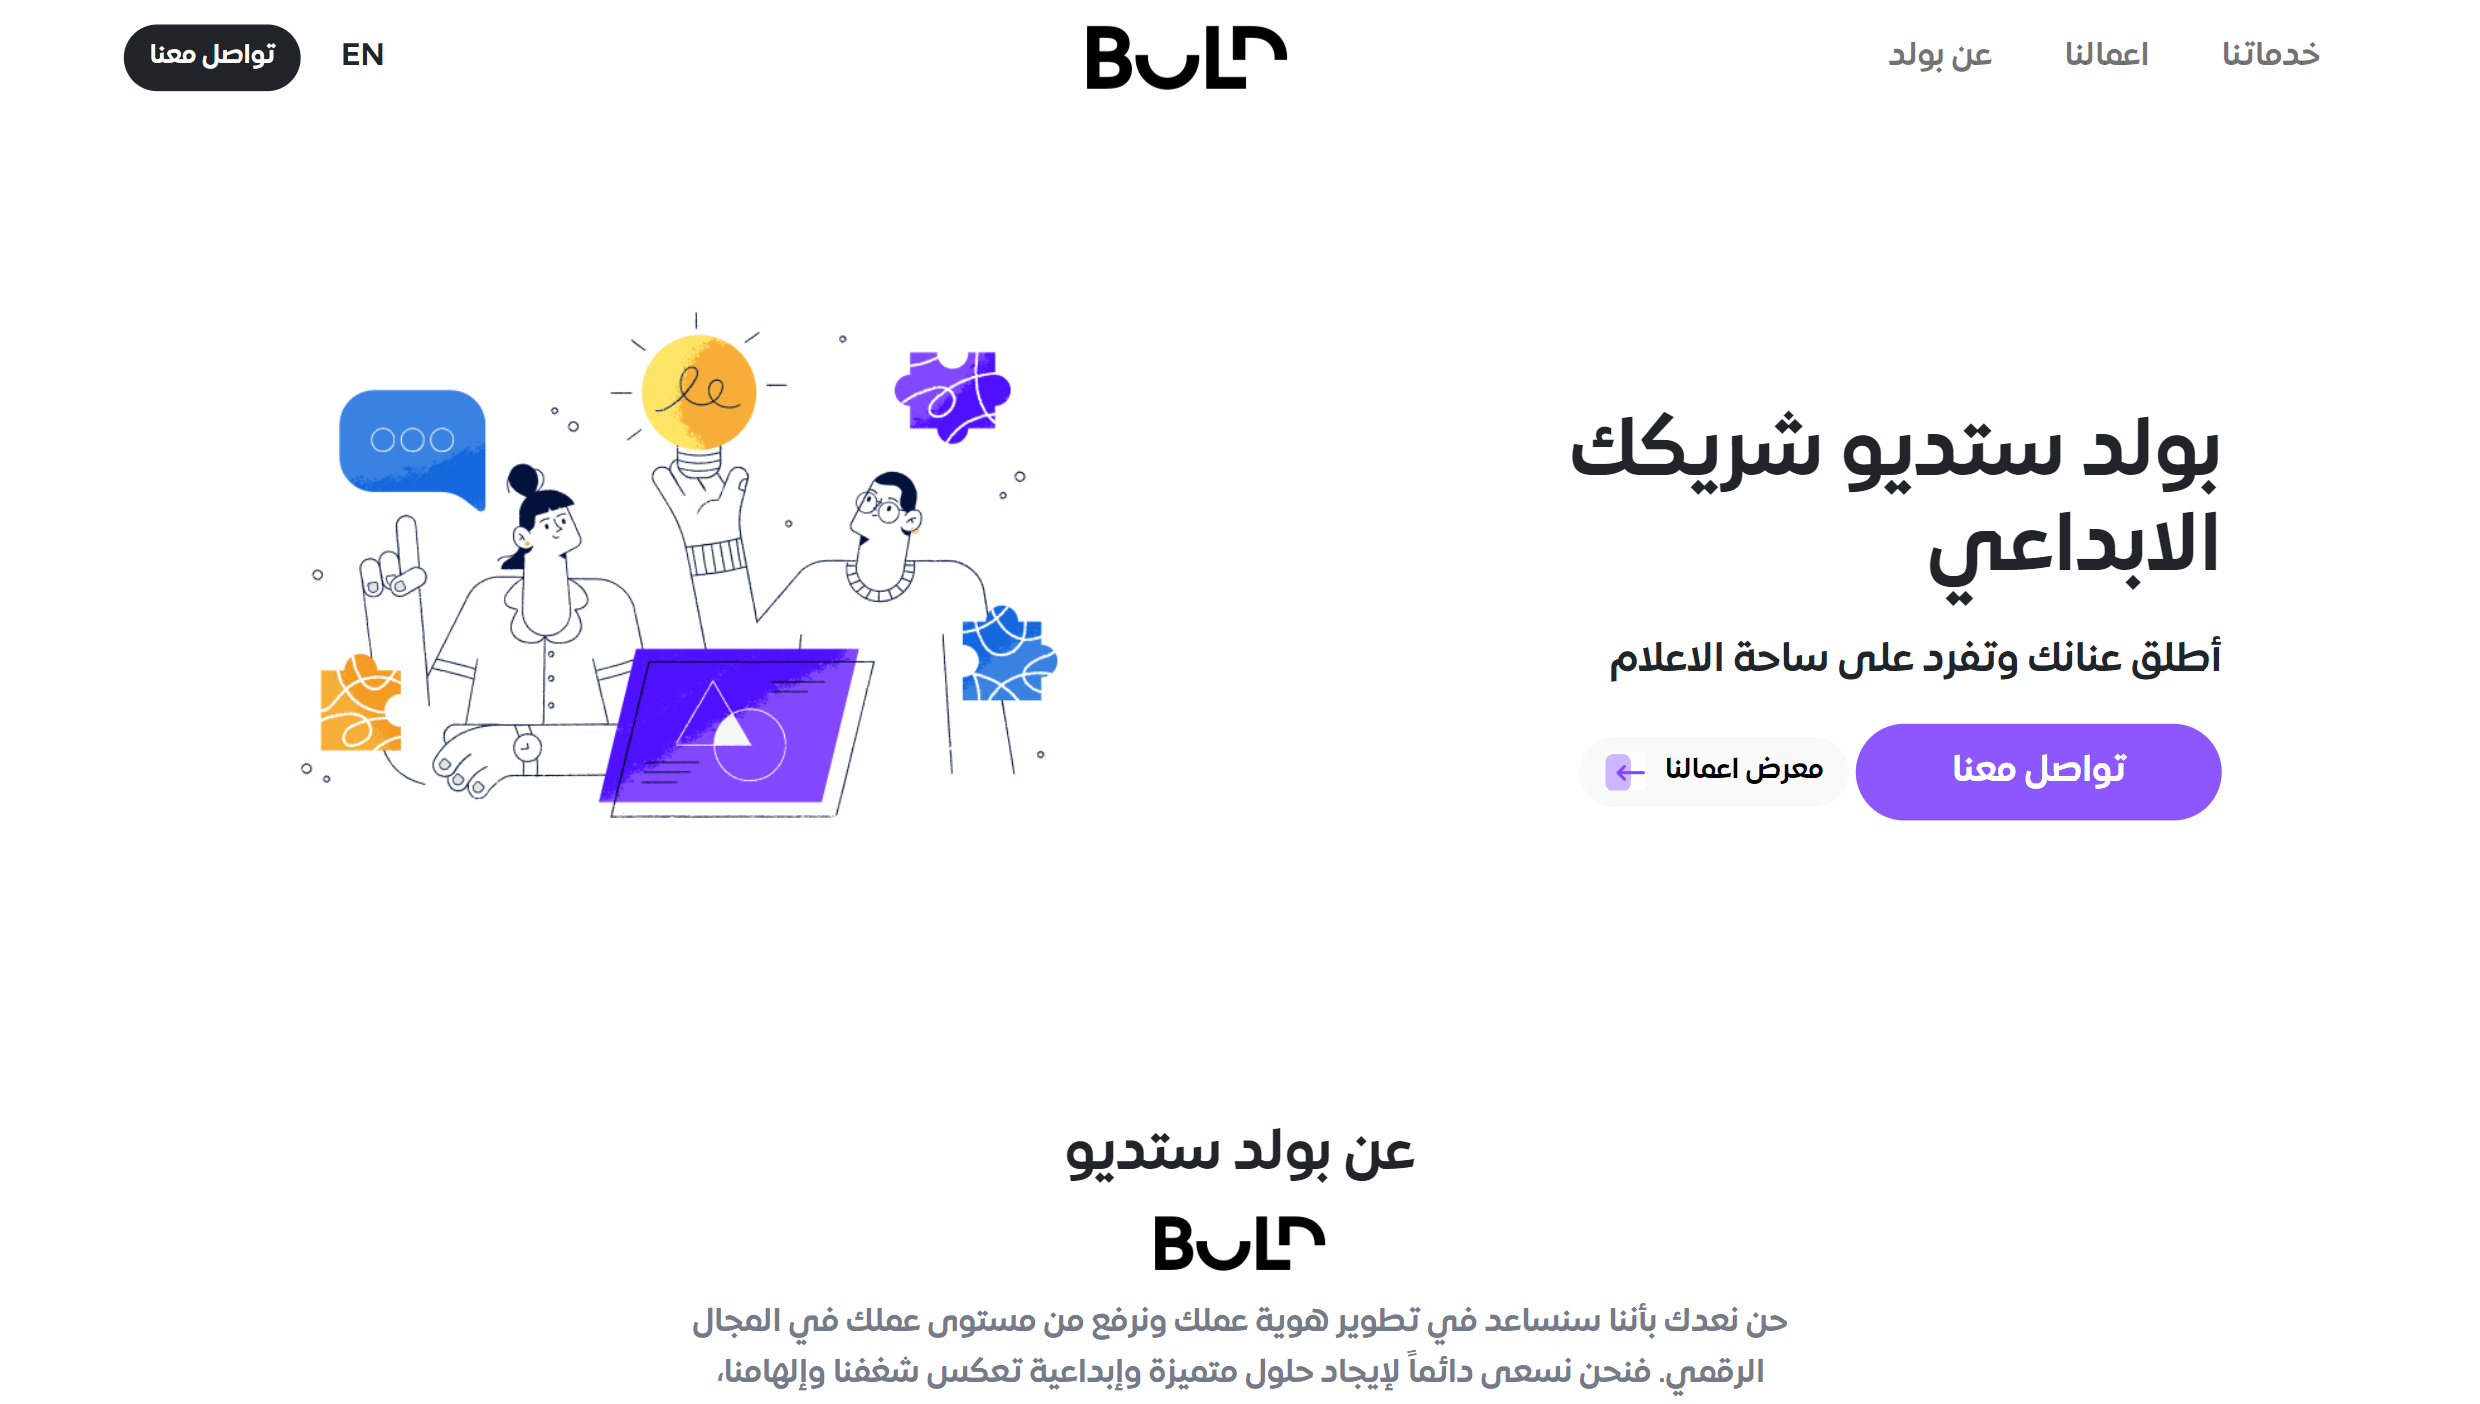 خدماتنا
اعمالنا
عن بولد
BOLD
EN
تواصل معنا
بولد ستديو شريكك
الابداعي
أطلق عنانك وتفرد على ساحة الاعلام
تواصل معنا
معرض اعمالنا
عن بولد ستديو
BOLD
حن نعدك بأننا سنساعد في تطوير هوية عملك ونرفع من مستوى عملك في المجال
الرقمي. فنحن نسعى دائماً لإيجاد حلول متميزة وإبداعية تعكس شغفنا وإلهامنا،